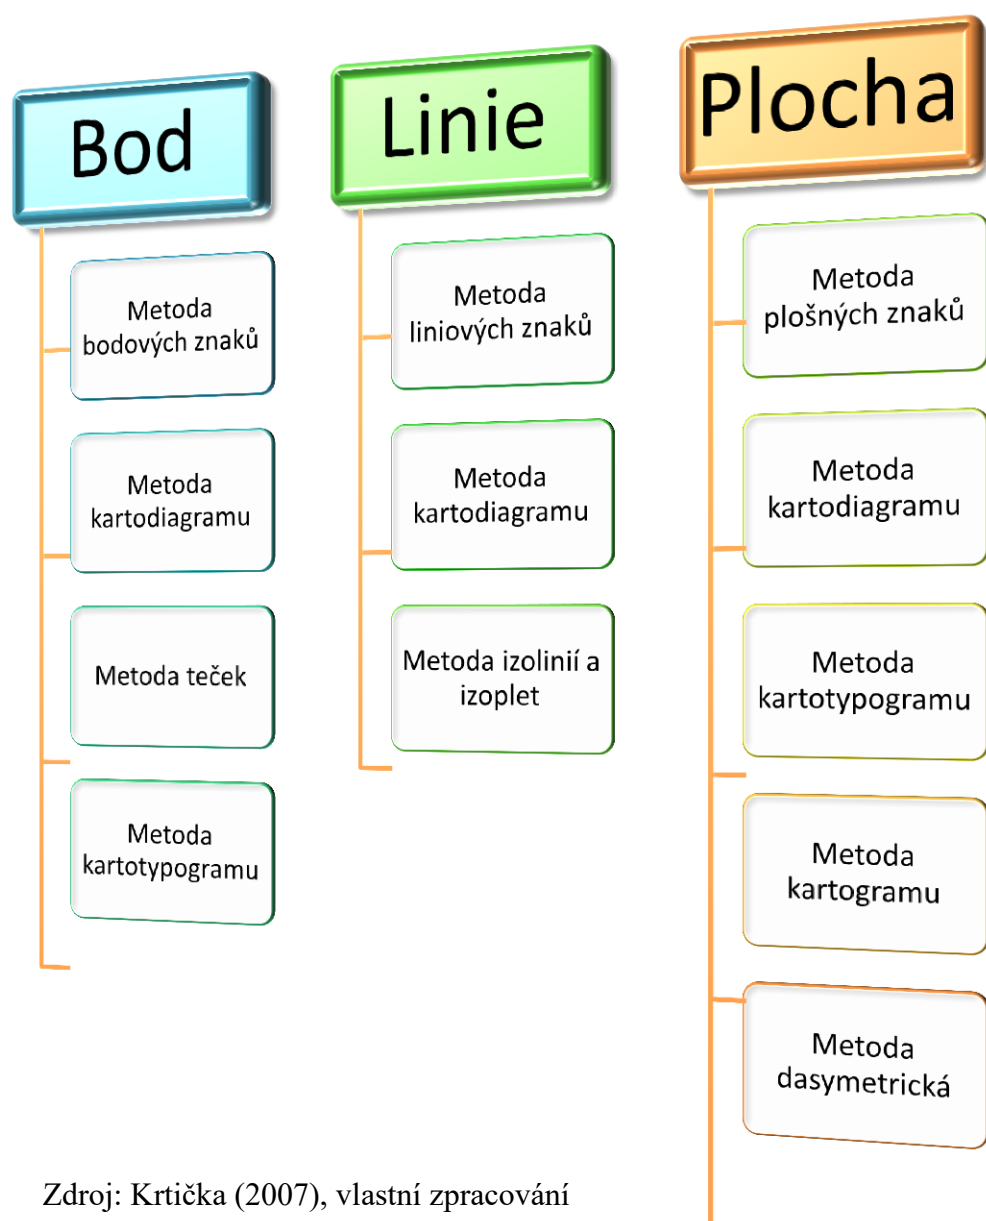 Bod
Metoda
bodových znaků
Metoda
kartodiagramu
Metoda teček
Metoda
kartotypogramu
Linie
Metoda
liniových znaků
Metoda
kartodiagramu
Metoda izolinií a
izoplet
Plocha
Metoda
plošných znaků
Metoda
kartodiagramu
Metoda
kartotypogramu
Metoda
kartogramu
Metoda
dasymetrická
Zdroj: Krtička (2007), vlastní zpracování